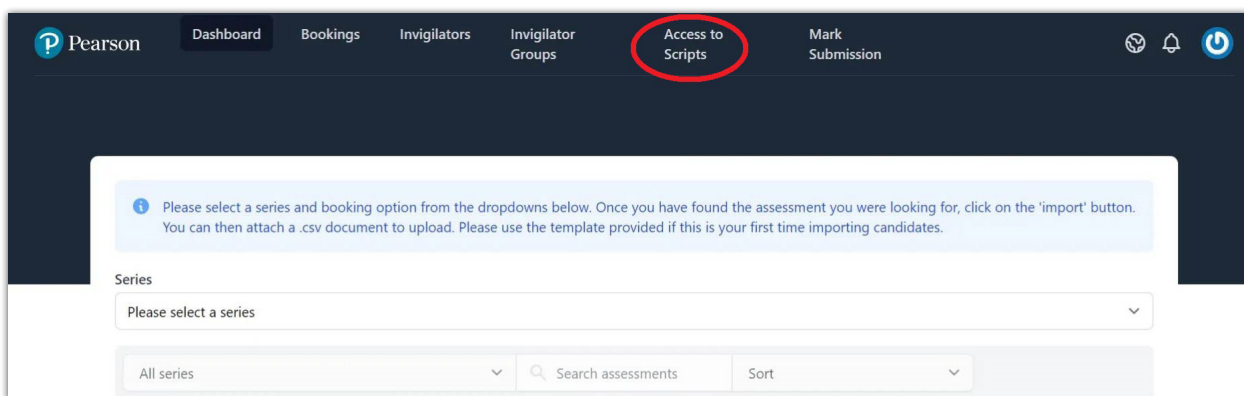 Pearson
Dashboard
Bookings
Invigilators
Invigilator
Groups
Access to
Scripts
Mark
Submission
Please select a series and booking option from the dropdowns below. Once you have found the assessment you were looking for, click on the 'import' button.
You can then attach a .csv document to upload. Please use the template provided if this is your first time importing candidates.
Series
Please select a series
All series
Search assessments
Sort